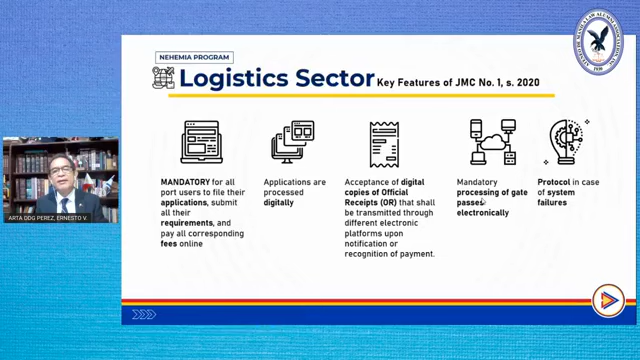 NEHEMIA PROGRAM
Logistics Sector Key Features of JMC No. 1, s. 2020
MANDATORY for all
port users to file their
applications, submit
all their
requirements, and
pay all corresponding
fees online
Applications are
processed
digitally
Acceptance of digital
copies of Official
Receipts (OR) that shall
be transmitted through
different electronic
platforms upon
notification or
recognition of payment.
Mandatory
processing of gate
passes
electronically
Protocol in case
of system
failures
ARTA DDG PEREZ, ERNESTO V.